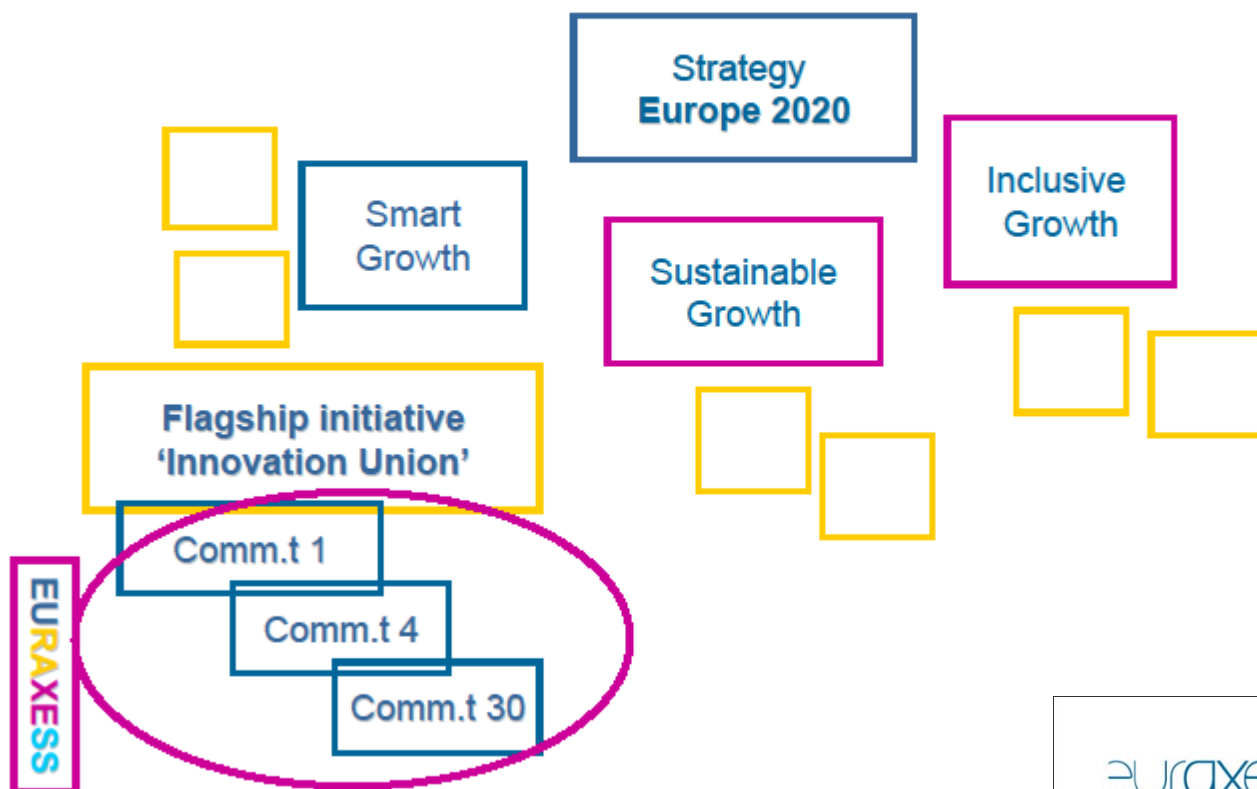 Strategy
Europe 2020
Inclusive
Growth
Smart
Growth
Sustainable
Growth
Flagship initiative
‘Innovation Union’
Comm.t 1
Comm.t 4
Comm.t 30
EURAXESS